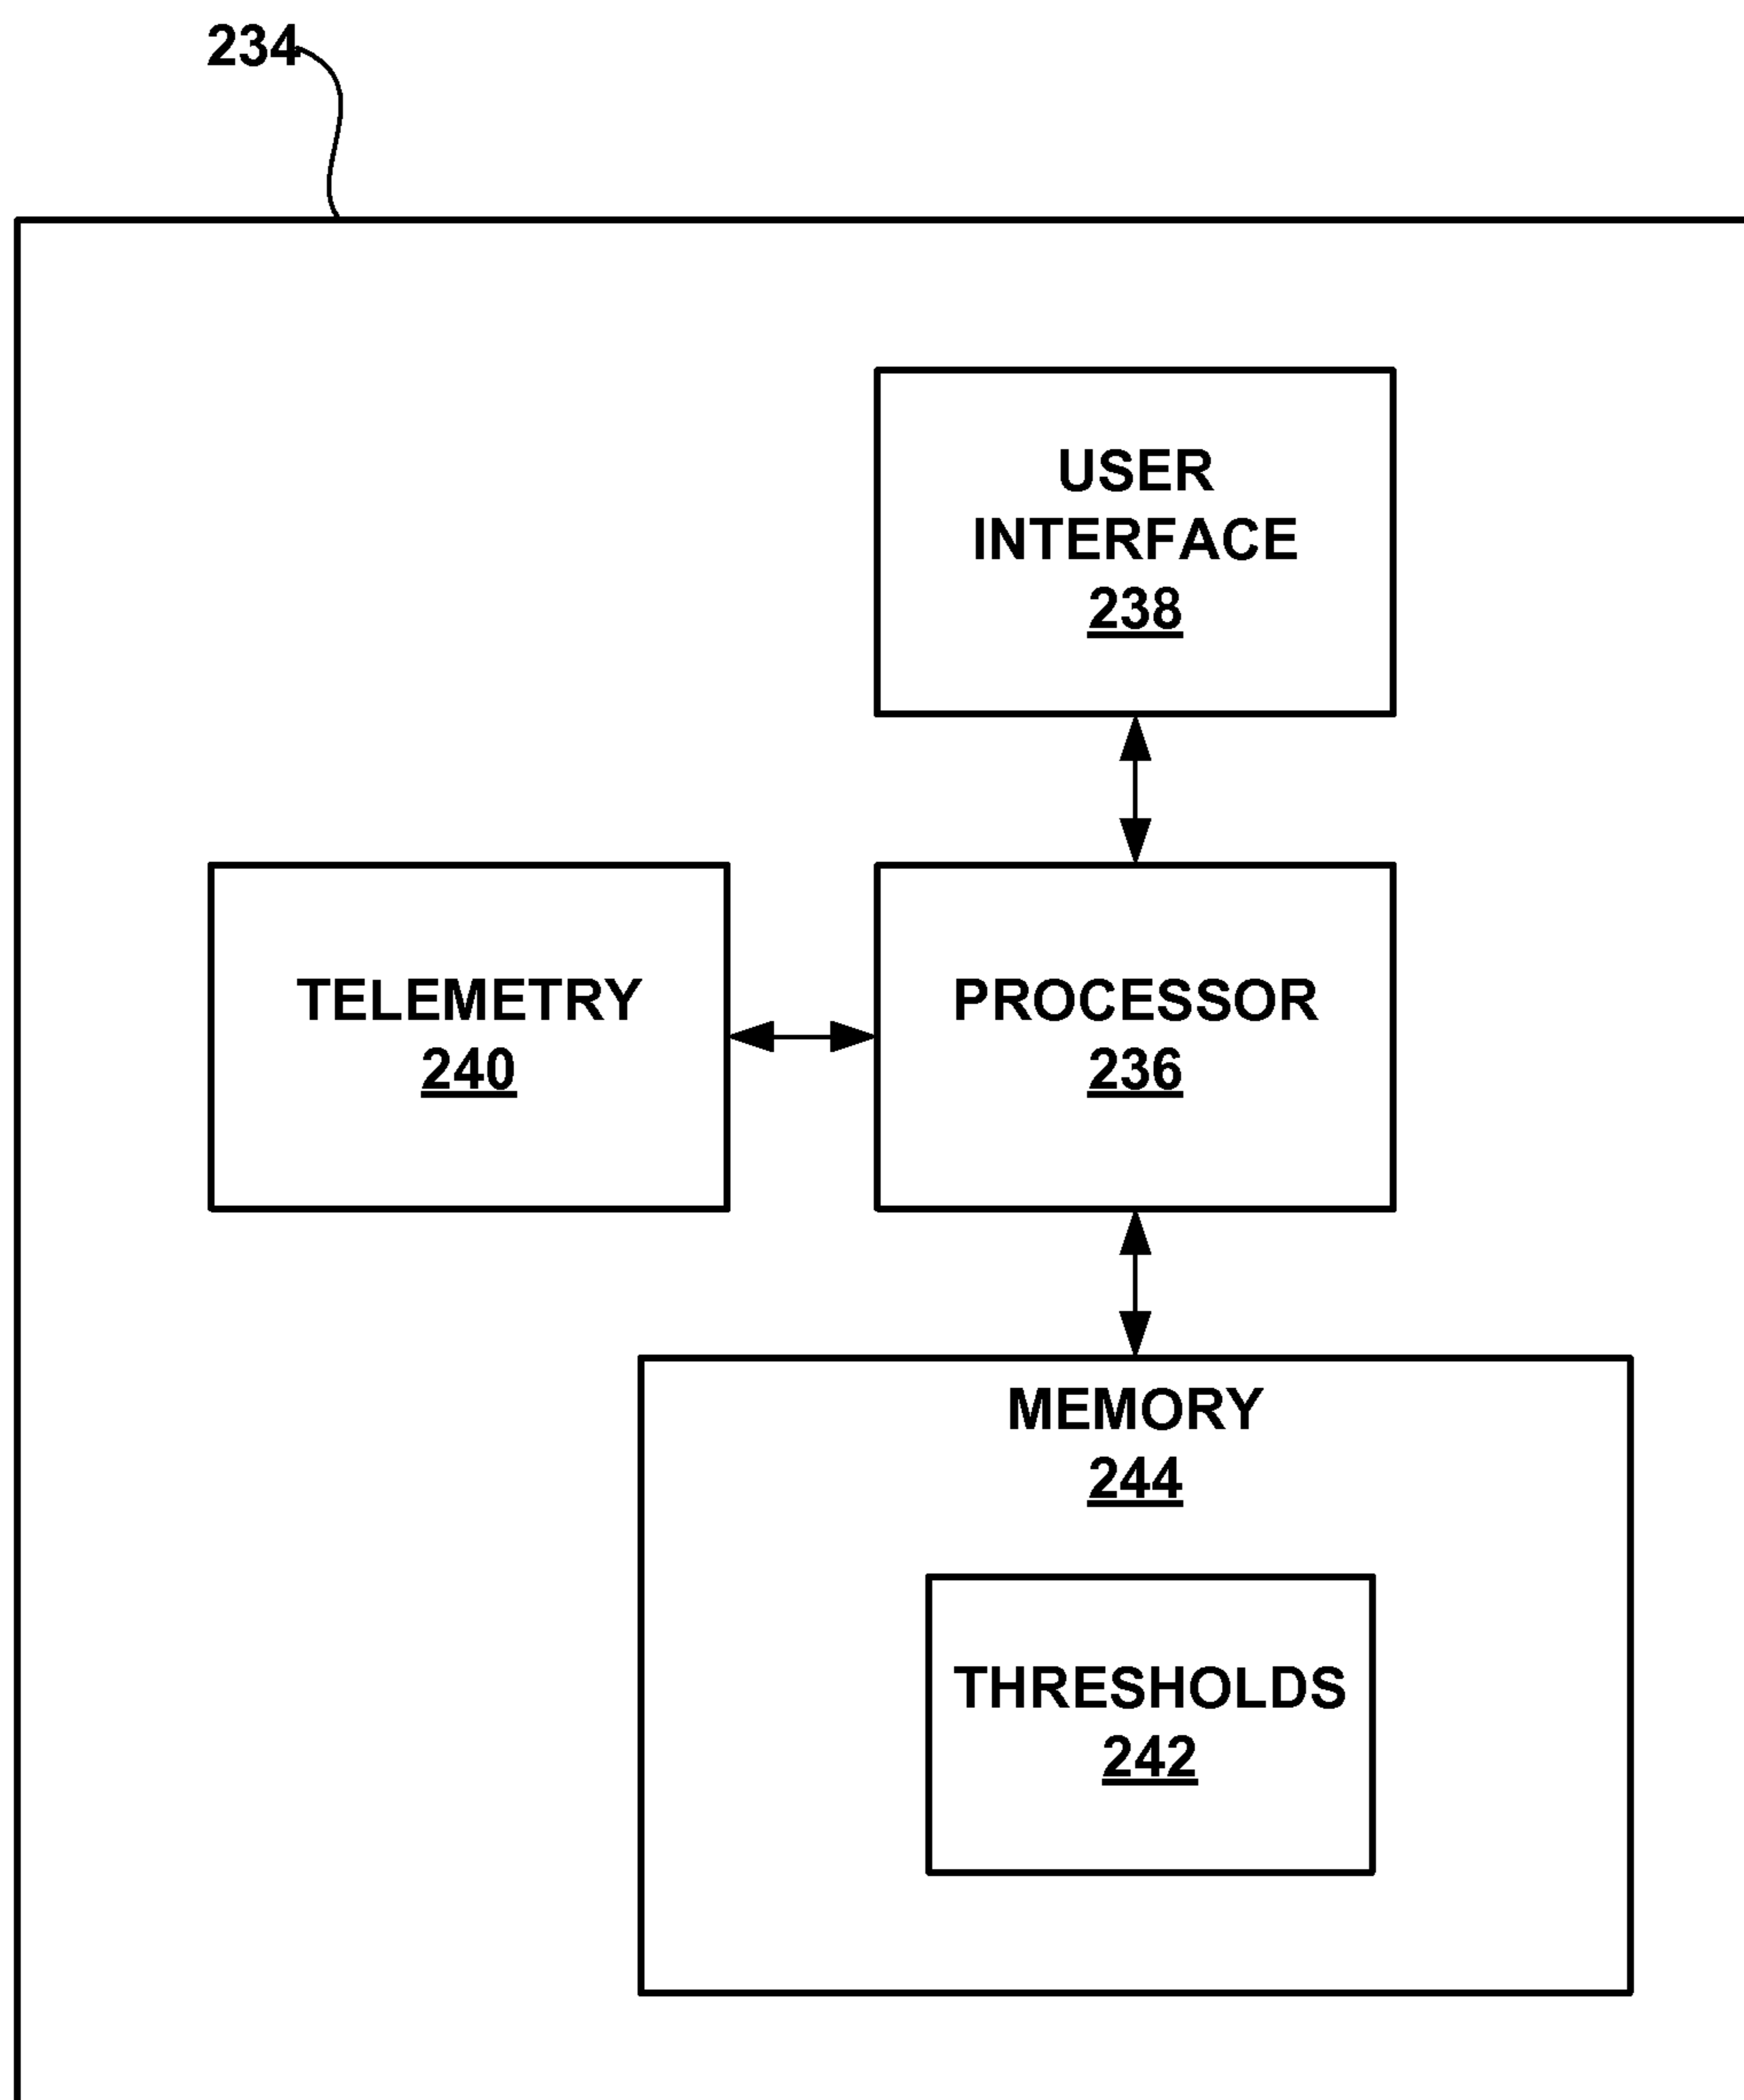 234
USER
INTERFACE
238
TELEMETRY
240
PROCESSOR
236
MEMORY
244
THRESHOLDS
242